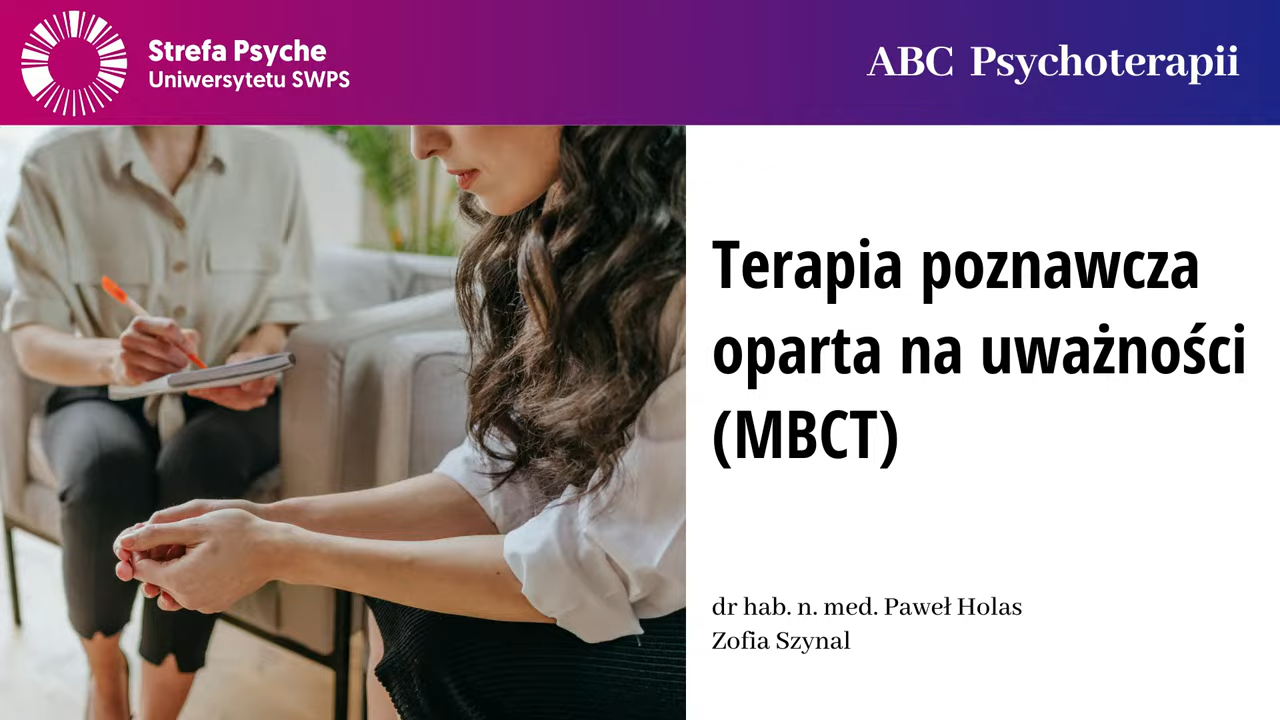 Strefa Psyche
Uniwersytetu SWPS
ABC Psychoterapii
Terapia poznawcza
oparta na uważności
(MBCT)
dr hab. n. med. Paweł Holas
Zofia Szynal